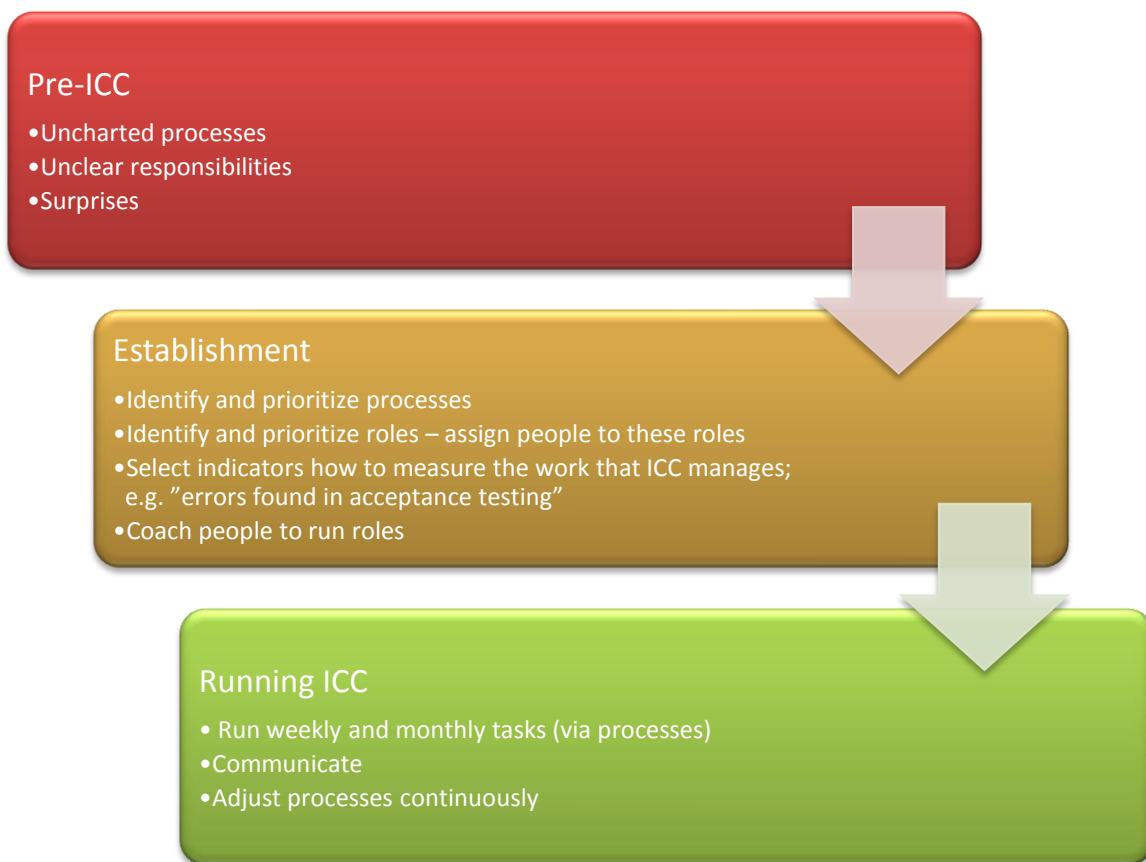 Pre-ICC
•Uncharted processes
•Unclear responsibilities
•Surprises
Establishment
•Identify and prioritize processes
•Identify and prioritize roles – assign people to these roles
•Select indicators how to measure the work that ICC manages;
e.g. ”errors found in acceptance testing”
•Coach people to run roles
Running ICC
• Run weekly and monthly tasks (via processes)
•Communicate
•Adjust processes continuously